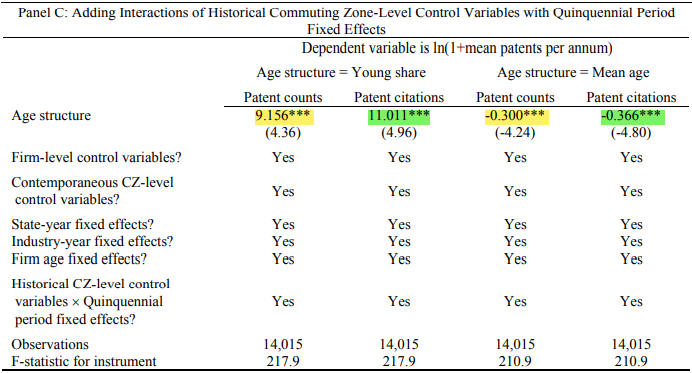 Panel C: Adding Interactions of Historical Commuting Zone-Level Control Variables with Quinquennial Period
Fixed Effects
Dependent variable is ln(1+mean patents per annum)
Age structure = Young share Age structure = Mean age
Patent counts Patent citations Patent counts Patent citations
Age structure 9.156*** 11.011*** -0.300*** -0.366***
(4.36) (4.96) (-4.24) (-4.80)
Firm-level control variables? Yes Yes Yes Yes
Contemporaneous CZ-level
control variables? Yes Yes Yes Yes
State-year fixed effects? Yes Yes Yes Yes
Industry-year fixed effects? Yes Yes Yes Yes
Firm age fixed effects? Yes Yes Yes Yes
Historical CZ-level control
variables × Quinquennial Yes Yes Yes Yes
period fixed effects?
Observations 14,015 14,015 14,015 14,015
F-statistic for instrument 217.9 217.9 210.9 210.9